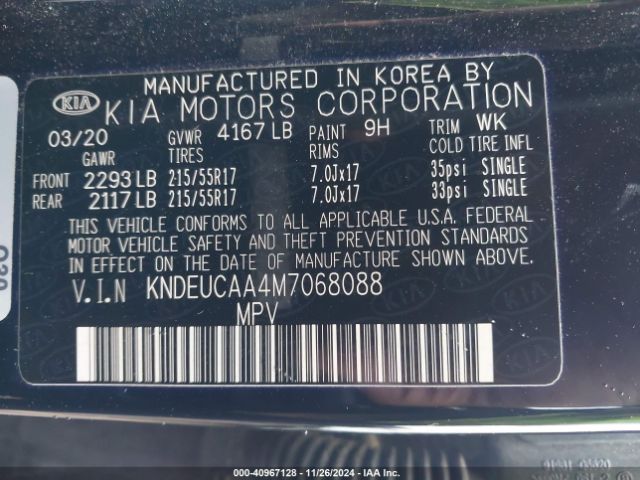 MANUFACTURED IN KOREA BY
KIA KIA MOTORS CORPORATION
03/20 GVWR 4167 LB PAINT 9H TRIM WK
GAWR TIRES RIMS COLD TIRE INFL
FRONT 2293 LB 215/55R17 7.0Jx17 35psi SINGLE
REAR 2117 LB 215/55R17 7.0Jx17 33psi SINGLE
THIS VEHICLE CONFORMS TO ALL APPLICABLE U.S.A. FEDERAL
MOTOR VEHICLE SAFETY AND THEFT PREVENTION STANDARDS
IN EFFECT ON THE DATE OF MANUFACTURE SHOWN ABOVE.
V.I.N KNDEUCAA4M7068088
MPV
000-40967128 - 11/26/2024 - IAA Inc.